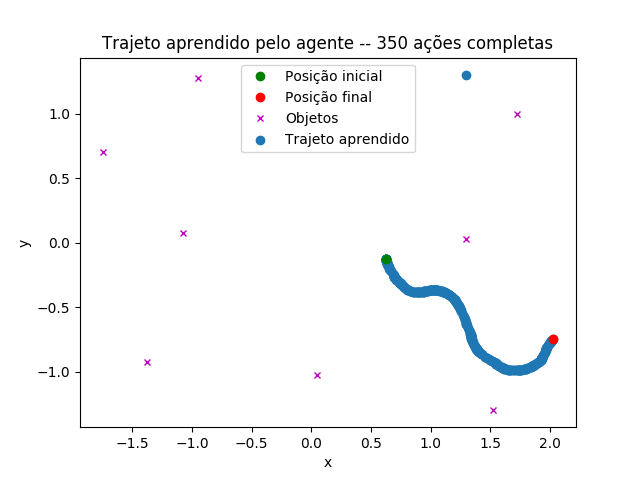 Trajeto aprendido pelo agente -- 350 ações completas
Posição inicial
Posição final
Objetos
Trajeto aprendido
1.0
0.5
0.0
−0.5
−1.0
y
−1.5
−1.0
−0.5
0.0
0.5
1.0
1.5
2.0
x